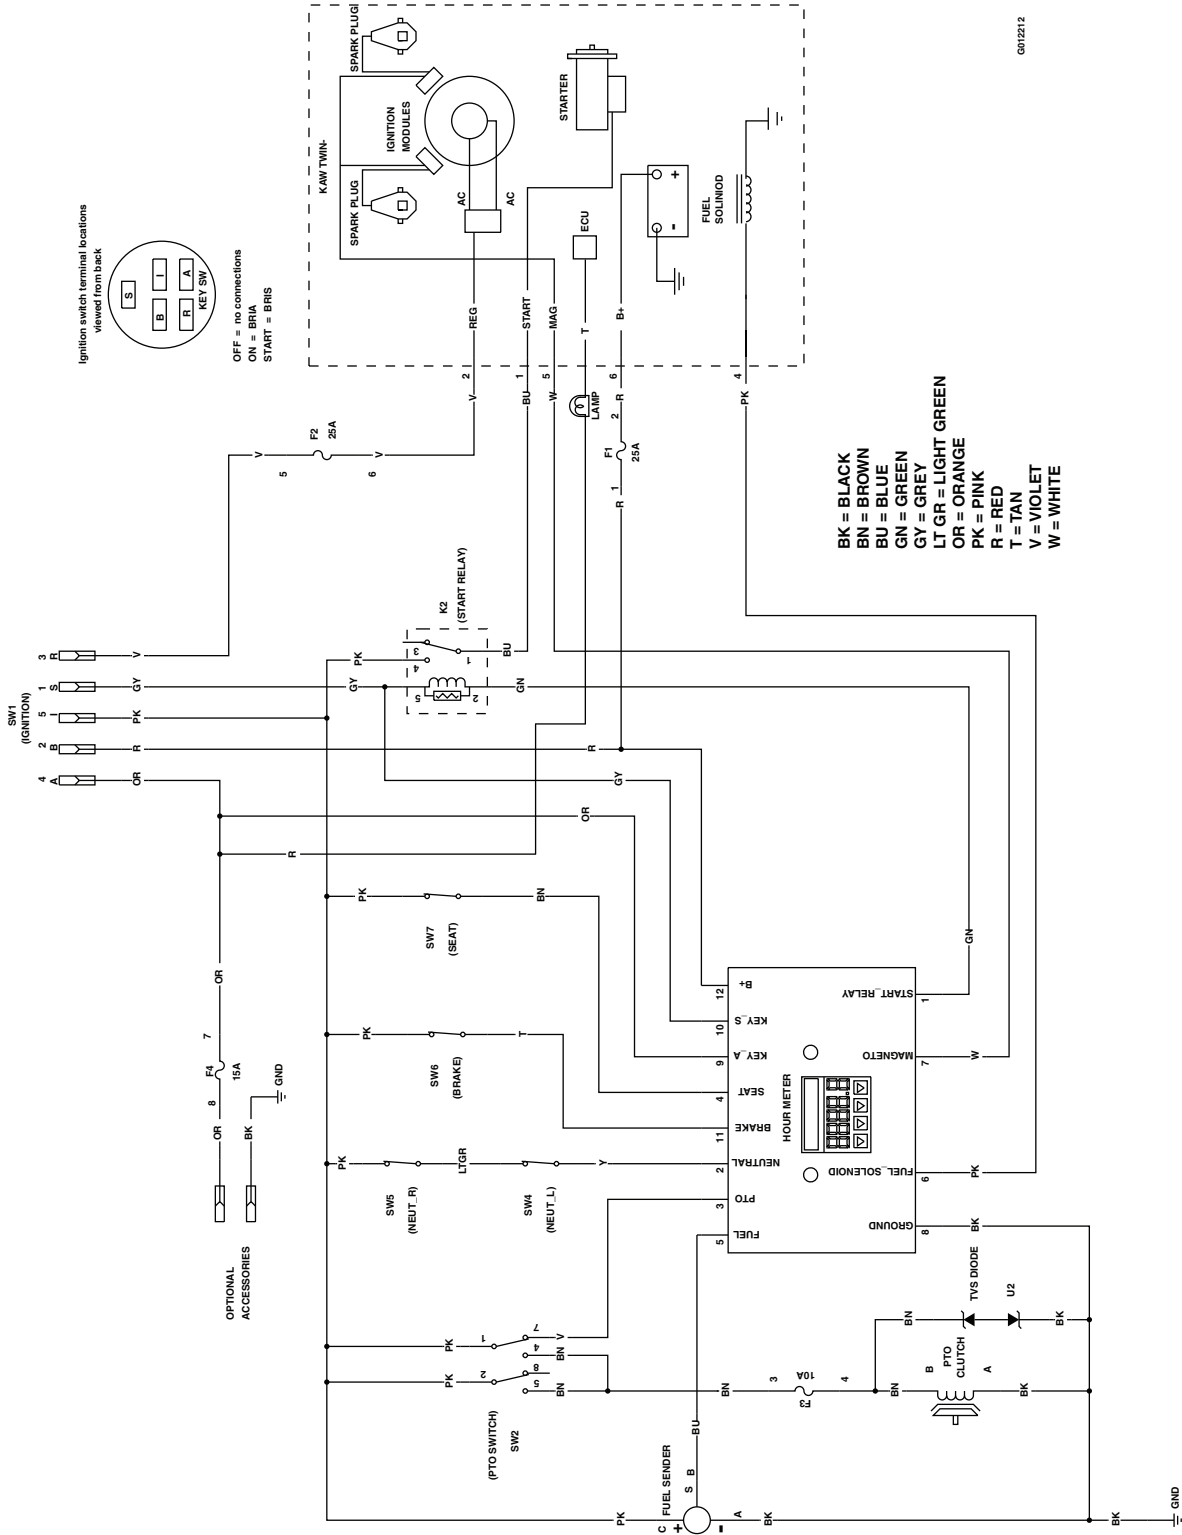 Ignition switch terminal locations
viewed from back
S
B
I
R
A
KEY SW
OFF = no connections
ON = BRIA
START = BRIS
KAW TWIN-
SPARK PLUG
SPARK PLUG
IGNITION
MODULES
AC
AC
STARTER
ECU
+
-
FUEL
SOLINIOD
G012212
REG
START
MAG
T
B+
2
1
5
6
4
V
BU
W
LAMP
R
PK
2
F1
25A
1
R
V
5
F2
25A
6
V
BK = BLACK
BN = BROWN
BU = BLUE
GN = GREEN
GY = GREY
LT GR = LIGHT GREEN
OR = ORANGE
PK = PINK
R = RED
T = TAN
V = VIOLET
W = WHITE
SW1
(IGNITION)
3
R
1
S
5
I
2
B
4
A
V
GY
PK
R
OR
PK
GY
K2
(START RELAY)
3
4
1
5
2
BU
GN
R
GY
OR
R
OR
7
F4
15A
8
OR
BK
GND
OPTIONAL
ACCESSORIES
PK
SW7
(SEAT)
BN
PK
SW6
(BRAKE)
T
PK
SW5
(NEUT_R)
LTGR
SW4
(NEUT_L)
Y
12
B+
10
KEY_S
9
KEY_A
4
SEAT
11
BRAKE
2
NEUTRAL
3
PTO
5
FUEL
HOUR METER
START_RELAY
1
MAGNETO
7
FUEL_SOLENOID
6
GROUND
8
GN
W
PK
BK
PK
1
7
V
4
BN
PK
2
8
5
BN
(PTO SWITCH)
SW2
BN
3
F3
10A
4
BN
BN
TVS DIODE
U2
BK
B
PTO
CLUTCH
A
BK
FUEL SENDER
PK
C
+
S
B
BU
-
A
BK
BK
GND